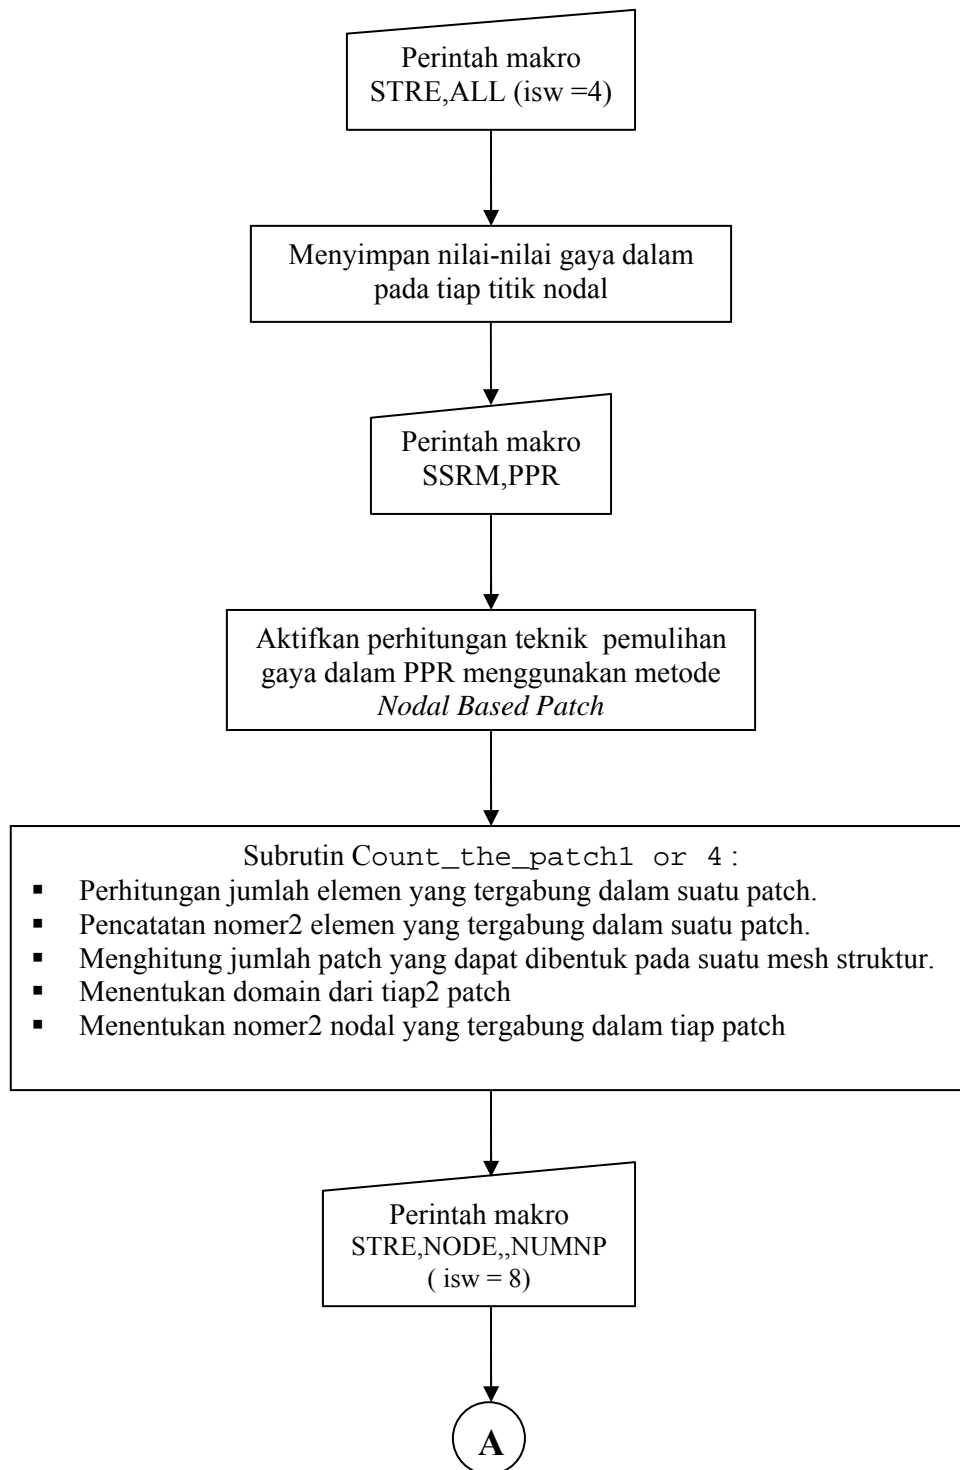 Perintah makro
STRE,ALL (isw =4)
Menyimpan nilai-nilai gaya dalam
pada tiap titik nodal
Perintah makro
SSRM,PPR
Aktifkan perhitungan teknik pemulihan
gaya dalam PPR menggunakan metode
Nodal Based Patch
Subrutin Count_the_patch1 or 4 :
▪ Perhitungan jumlah elemen yang tergabung dalam suatu patch.
▪ Pencatatan nomer2 elemen yang tergabung dalam suatu patch.
▪ Menghitung jumlah patch yang dapat dibentuk pada suatu mesh struktur.
▪ Menentukan domain dari tiap2 patch
▪ Menentukan nomer2 nodal yang tergabung dalam tiap patch
Perintah makro
STRE,NODE,,NUMNP
( isw = 8)
A